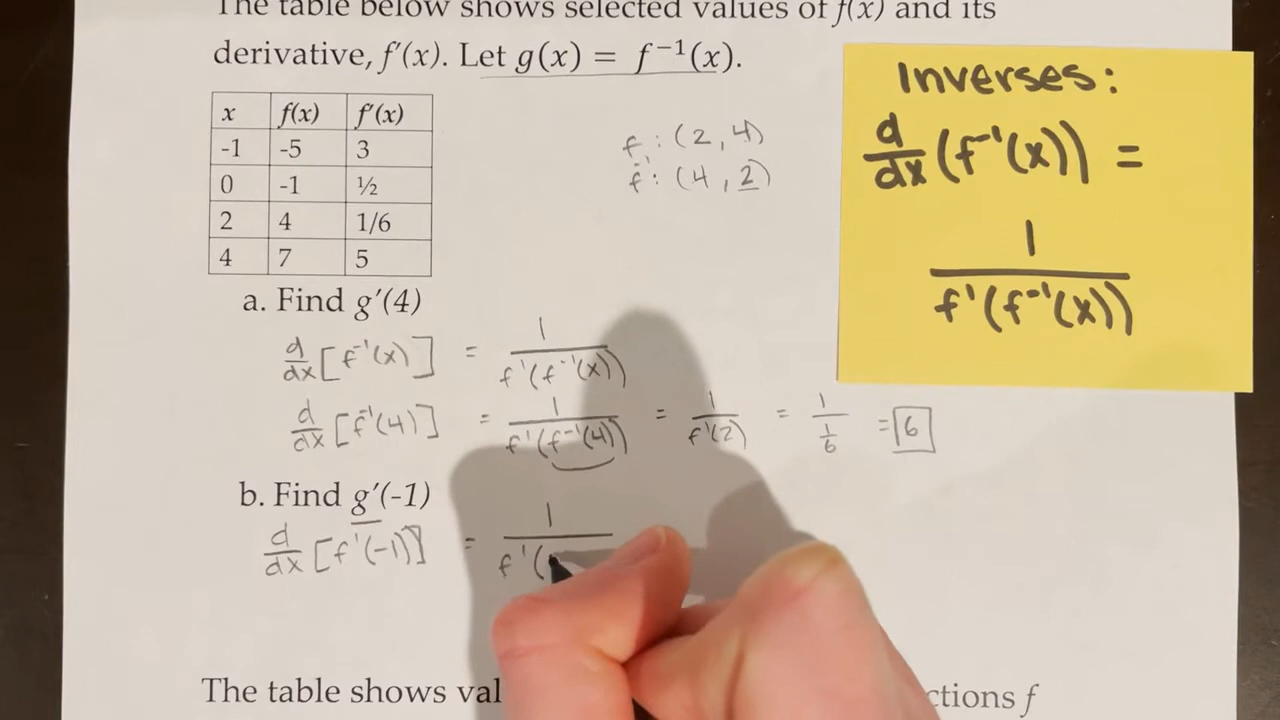 The table below shows selected values of f(x) and its
derivative, f'(x). Let g(x) = f⁻¹(x).
x f(x) f'(x)
-1 -5 3
0 -1 ½
2 4 1/6
4 7 5
f: (2, 4)
f⁻¹: (4, 2)
Inverses:
d/dx (f⁻¹(x)) =
1
f'(f⁻¹(x))
a. Find g'(4)
d/dx [f⁻¹(x)] = 1/f'(f⁻¹(x))
d/dx [f⁻¹(4)] = 1/f'(f⁻¹(4)) = 1/f'(2) = 1/(1/6) = 6
b. Find g'(-1)
d/dx [f⁻¹(-1)] = 1/f'(
The table shows val ctions f